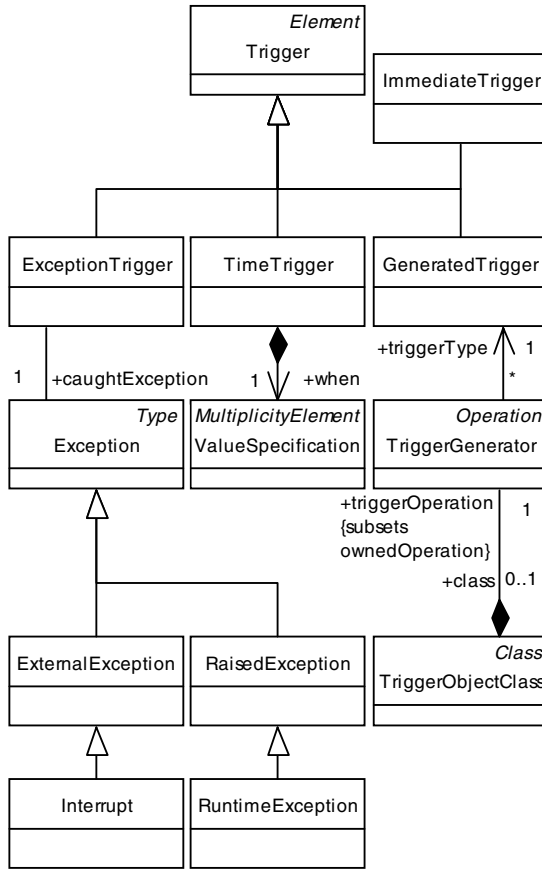 Element
Trigger
ImmediateTrigger
ExceptionTrigger
TimeTrigger
GeneratedTrigger
+triggerType
1
1
+caughtException
1
+when
*
Type
Exception
MultiplicityElement
ValueSpecification
Operation
TriggerGenerator
+triggerOperation
1
{subsets
ownedOperation}
+class
0..1
ExternalException
RaisedException
Class
TriggerObjectClass
Interrupt
RuntimeException